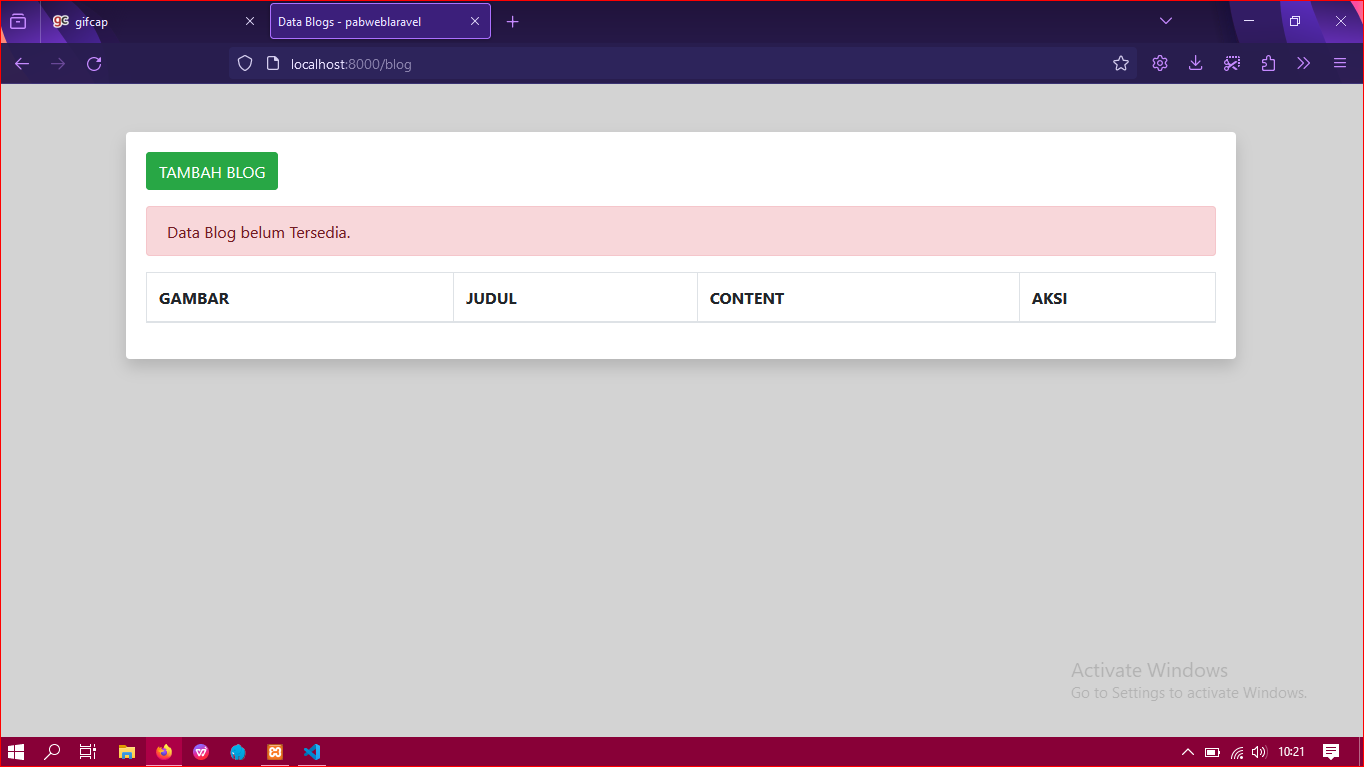 gifcap
Data Blogs - pabweblaravel
localhost:8000/blog
TAMBAH BLOG
Data Blog belum Tersedia.
GAMBAR JUDUL CONTENT AKSI
Activate Windows
Go to Settings to activate Windows.
10:21